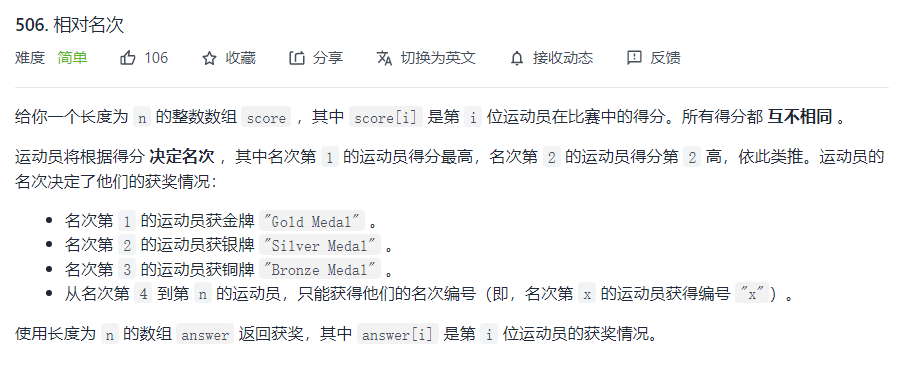 506. 相对名次
难度 简单 106 收藏 分享 切换为英文 接收动态 反馈
给你一个长度为 n 的整数数组 score ，其中 score[i] 是第 i 位运动员在比赛中的得分。所有得分都 互不相同 。
运动员将根据得分 决定名次 ，其中名次第 1 的运动员得分最高，名次第 2 的运动员得分第 2 高，依此类推。运动员的
名次决定了他们的获奖情况：
• 名次第 1 的运动员获金牌 "Gold Medal" 。
• 名次第 2 的运动员获银牌 "Silver Medal" 。
• 名次第 3 的运动员获铜牌 "Bronze Medal" 。
• 从名次第 4 到第 n 的运动员，只能获得他们的名次编号（即，名次第 x 的运动员获得编号 "x"）。
使用长度为 n 的数组 answer 返回获奖，其中 answer[i] 是第 i 位运动员的获奖情况。